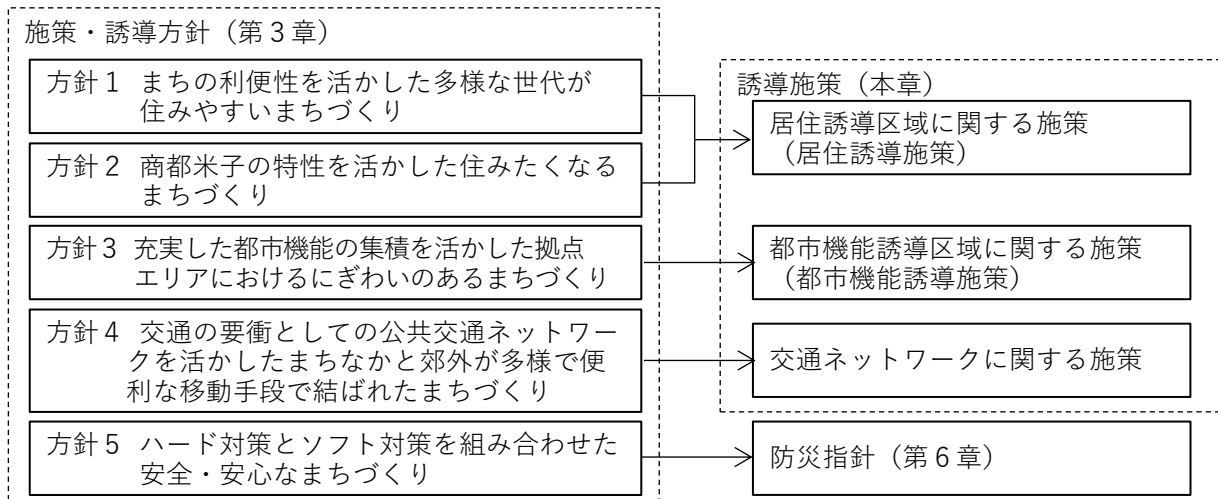 施策・誘導方針（第３章）
方針１ まちの利便性を活かした多様な世代が
住みやすいまちづくり
方針２ 商都米子の特性を活かした住みたくなる
まちづくり
方針３ 充実した都市機能の集積を活かした拠点
エリアにおけるにぎわいのあるまちづくり
方針４ 交通の要衝としての公共交通ネットワー
クを活かしたまちなかと郊外が多様で便
利な移動手段で結ばれたまちづくり
方針５ ハード対策とソフト対策を組み合わせた
安全・安心なまちづくり
誘導施策（本章）
居住誘導区域に関する施策
（居住誘導施策）
都市機能誘導区域に関する施策
（都市機能誘導施策）
交通ネットワークに関する施策
防災指針（第６章）